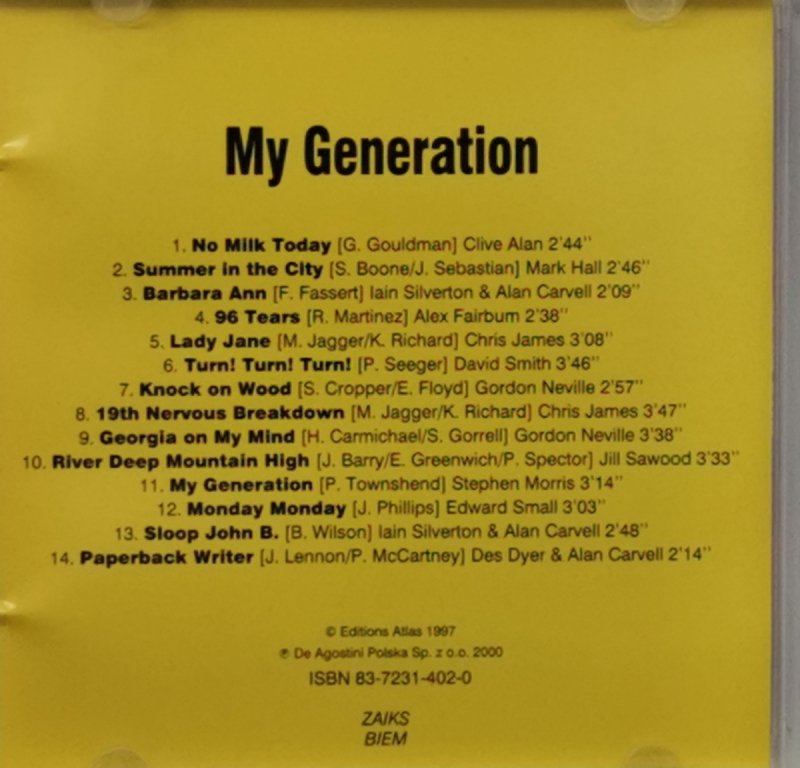 My Generation
1. No Milk Today [G. Gouldman] Clive Alan 2'44''
2. Summer in the City [S. Boone/J. Sebastian] Mark Hall 2'46''
3. Barbara Ann [F. Fassert] Iain Silverton & Alan Carvell 2'09''
4. 96 Tears [R. Martinez] Alex Fairburn 2'38''
5. Lady Jane [M. Jagger/K. Richard] Chris James 3'08''
6. Turn! Turn! Turn! [P. Seeger] David Smith 3'46''
7. Knock on Wood [S. Cropper/E. Floyd] Gordon Neville 2'57''
8. 19th Nervous Breakdown [M. Jagger/K. Richard] Chris James 3'47''
9. Georgia on My Mind [H. Carmichael/S. Gorrell] Gordon Neville 3'38''
10. River Deep Mountain High [J. Barry/E. Greenwich/P. Spector] Jill Sawood 3'33''
11. My Generation [P. Townshend] Stephen Morris 3'14''
12. Monday Monday [J. Phillips] Edward Small 3'03''
13. Sloop John B. [B. Wilson] Iain Silverton & Alan Carvell 2'48''
14. Paperback Writer [J. Lennon/P. McCartney] Des Dyer & Alan Carvell 2'14''
© Editions Atlas 1997
℗ De Agostini Polska Sp. z o.o. 2000
ISBN 83-7231-402-0
ZAIKS
BIEM